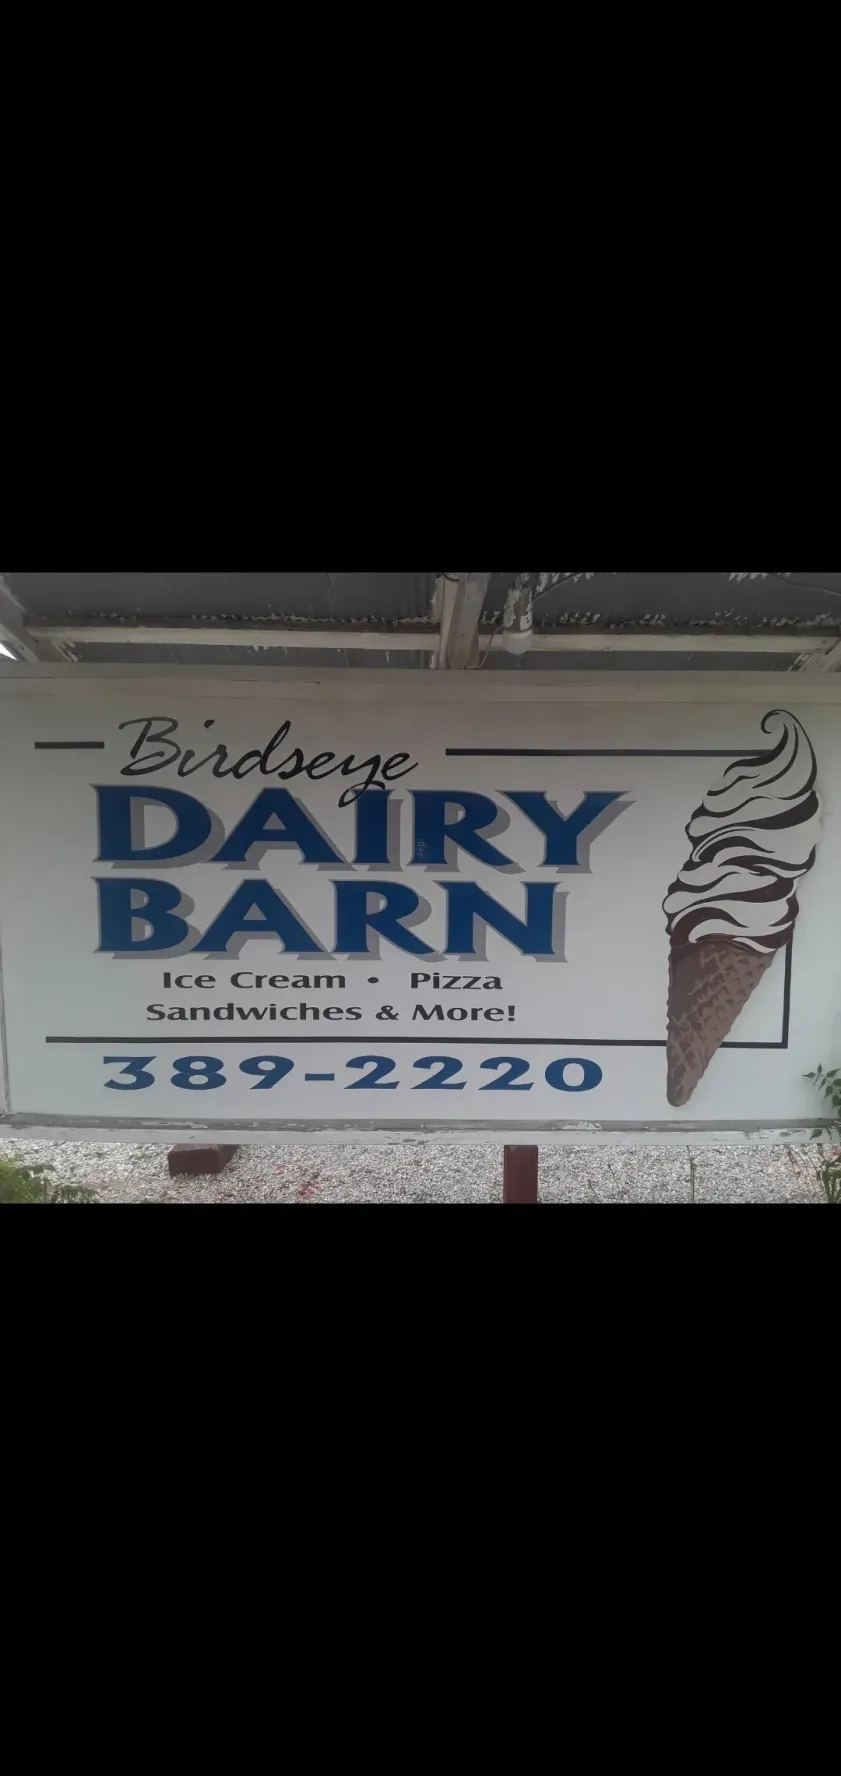 Birdseye
DAIRY
BARN
Ice Cream • Pizza
Sandwiches & More!
389-2220